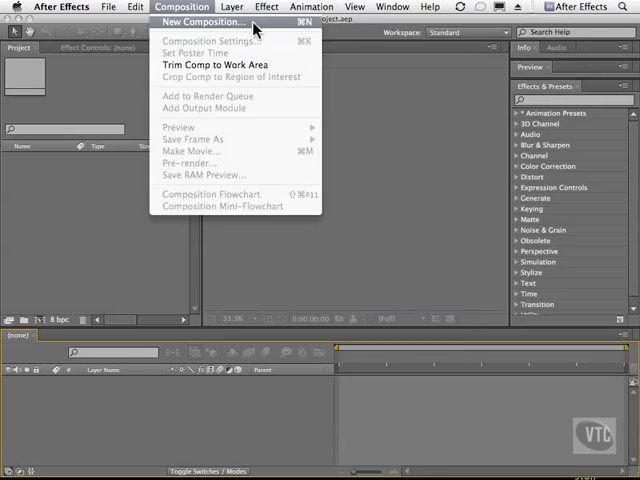 After Effects File Edit Composition Layer Effect Animation View Window Help After Effects
New Composition... ⌘N
project.aep
Workspace: Standard Search Help
Composition Settings... ⌘K
Project Effect Controls: (none) Info Audio
Set Poster Time
Trim Comp to Work Area
Preview
Crop Comp to Region of Interest
Effects & Presets
Add to Render Queue
Add Output Module
* Animation Presets
3D Channel
Preview
Audio
Save Frame As
Blur & Sharpen
Make Movie... ⌘M
Name Type Size
Channel
Pre-render...
Color Correction
Save RAM Preview...
Distort
Expression Controls
Composition Flowchart ⇧⌘F11
Generate
Composition Mini-Flowchart
Keying
Matte
Noise & Grain
Obsolete
Perspective
Simulation
Stylize
Text
Time
Transition
8 bpc 33.3% 0:00:00:00 (Full)
Utility
(none)
# Layer Name Parent
VTC
Toggle Switches / Modes